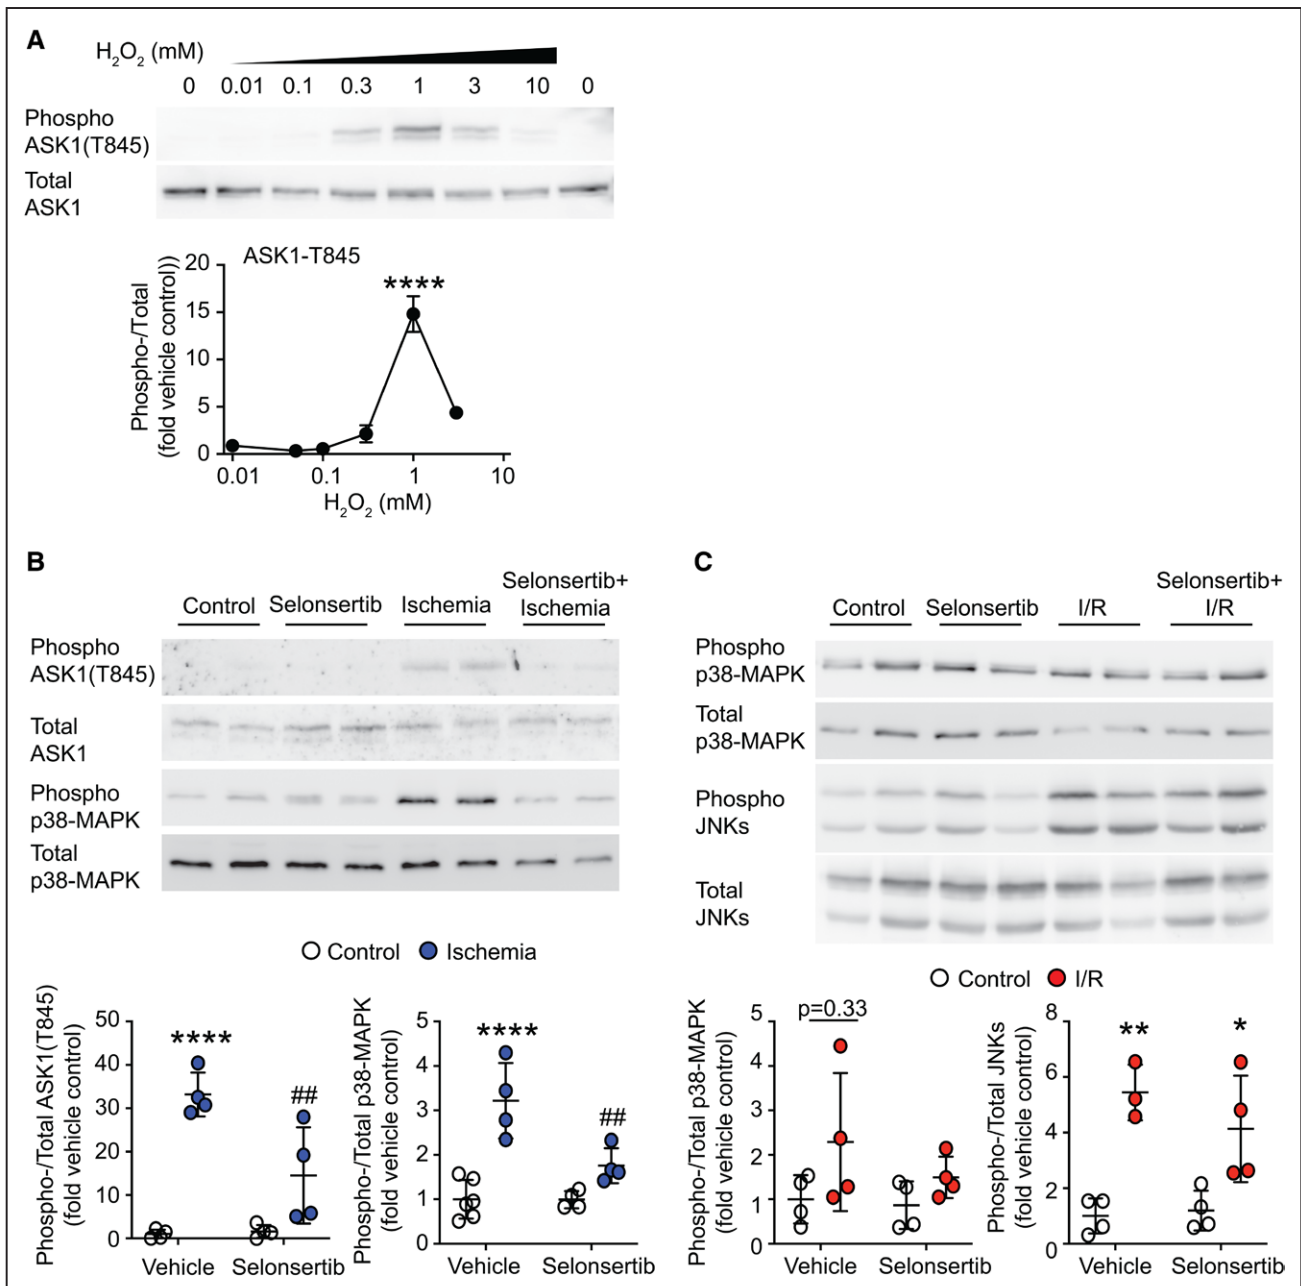 A
H₂O₂ (mM)
0 0.01 0.1 0.3 1 3 10 0
Phospho
ASK1(T845)
Total
ASK1
ASK1-T845
****
Phospho-/Total
(fold vehicle control))
20
15
10
5
0
0.01 0.1 1 10
H₂O₂ (mM)
B
Control Selonsertib Ischemia Selonsertib+
Ischemia
Phospho
ASK1(T845)
Total
ASK1
Phospho
p38-MAPK
Total
p38-MAPK
Control Ischemia
Phospho-/Total ASK1(T845)
(fold vehicle control)
50
40
30
20
10
0
****
##
Vehicle Selonsertib
Phospho-/Total p38-MAPK
(fold vehicle control)
5
4
3
2
1
0
****
##
Vehicle Selonsertib
C
Control Selonsertib I/R Selonsertib+
I/R
Phospho
p38-MAPK
Total
p38-MAPK
Phospho
JNKs
Total
JNKs
Control I/R
Phospho-/Total p38-MAPK
(fold vehicle control)
5
4
3
2
1
0
p=0.33
Vehicle Selonsertib
Phospho-/Total JNKs
(fold vehicle control)
8
6
4
2
0
**
*
Vehicle Selonsertib